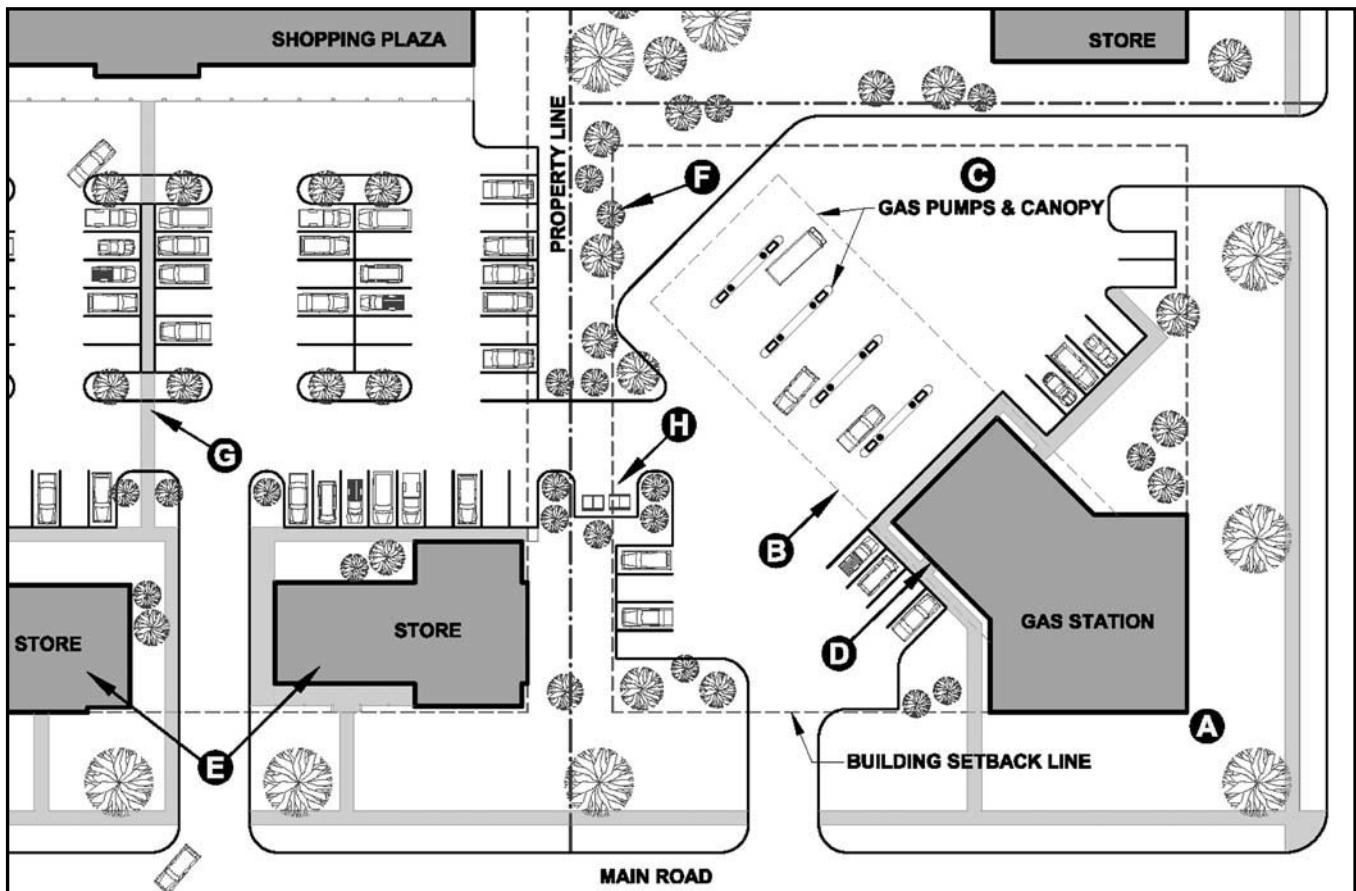 SHOPPING PLAZA
STORE
PROPERTY LINE
F
C
GAS PUMPS & CANOPY
H
G
B
STORE
STORE
GAS STATION
D
A
E
BUILDING SETBACK LINE
MAIN ROAD